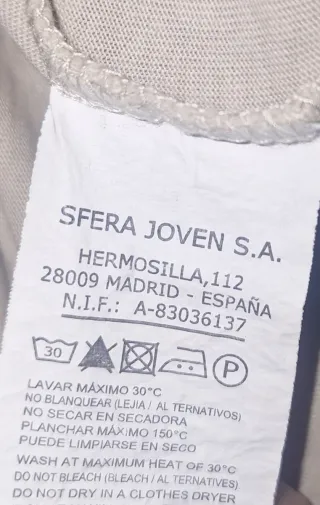 SFERA JOVEN S.A.
HERMOSILLA,112
28009 MADRID - ESPAÑA
N.I.F.: A-83036137
30 P
LAVAR MÁXIMO 30°C
NO BLANQUEAR (LEJIA / AL TERNATIVOS)
NO SECAR EN SECADORA
PLANCHAR MÁXIMO 150°C
PUEDE LIMPIARSE EN SECO
WASH AT MAXIMUM HEAT OF 30°C
DO NOT BLEACH (BLEACH / AL TERNATIVES)
DO NOT DRY IN A CLOTHES DRYER